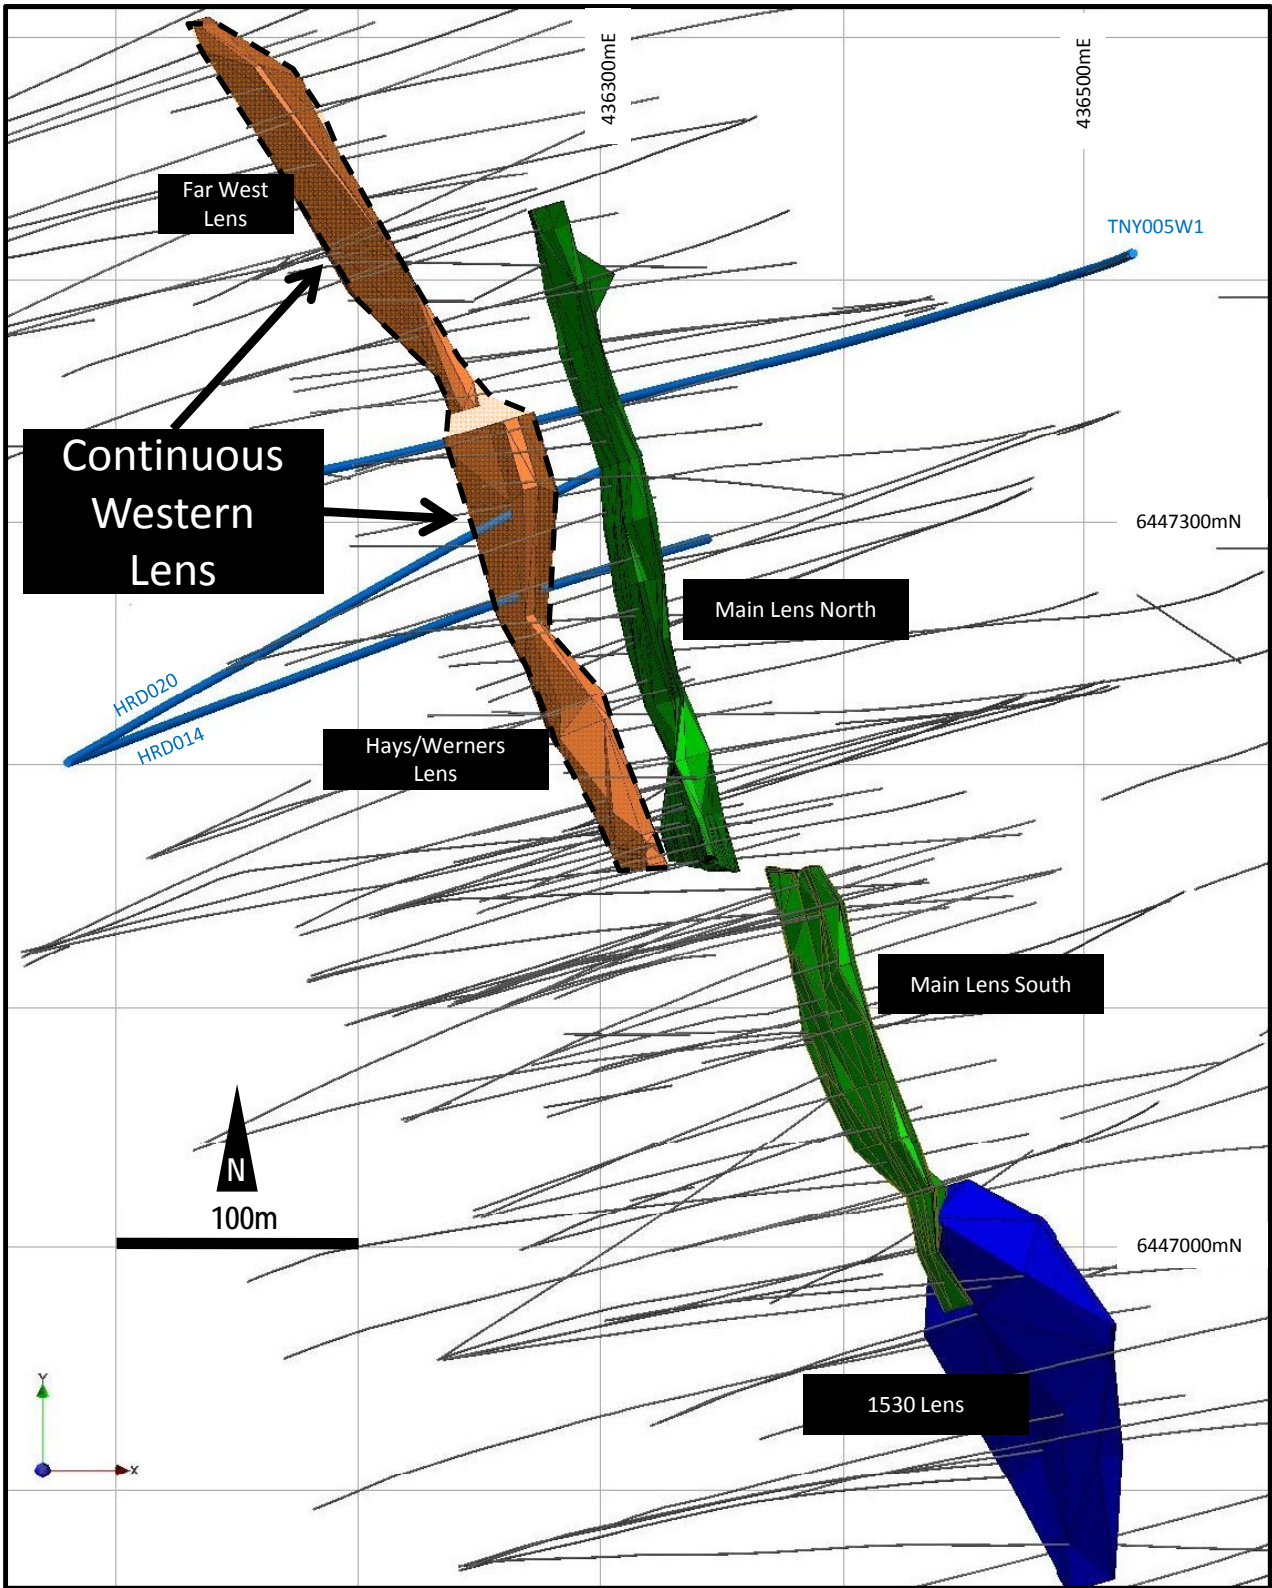 436300mE
436500mE
Far West
Lens
TNY005W1
Continuous
Western
Lens
6447300mN
Main Lens North
HRD020
HRD014
Hays/Werners
Lens
Main Lens South
N
100m
6447000mN
1530 Lens
Y
X